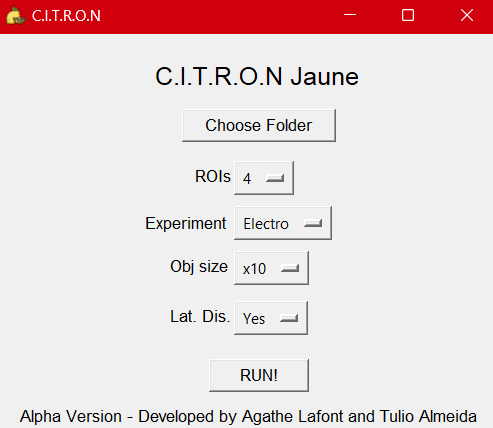 C.I.T.R.O.N
C.I.T.R.O.N Jaune
Choose Folder
ROIs 4
Experiment Electro
Obj size x10
Lat. Dis. Yes
RUN!
Alpha Version - Developed by Agathe Lafont and Tulio Almeida